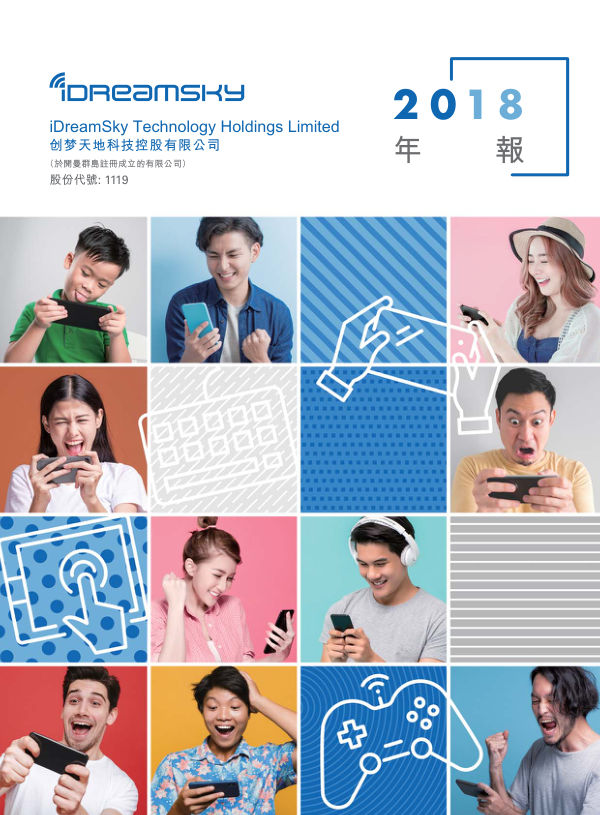 iDREAMSKY
iDreamSky Technology Holdings Limited
创梦天地科技控股有限公司
（於開曼群島註冊成立的有限公司）
股份代號: 1119
2018
年 報